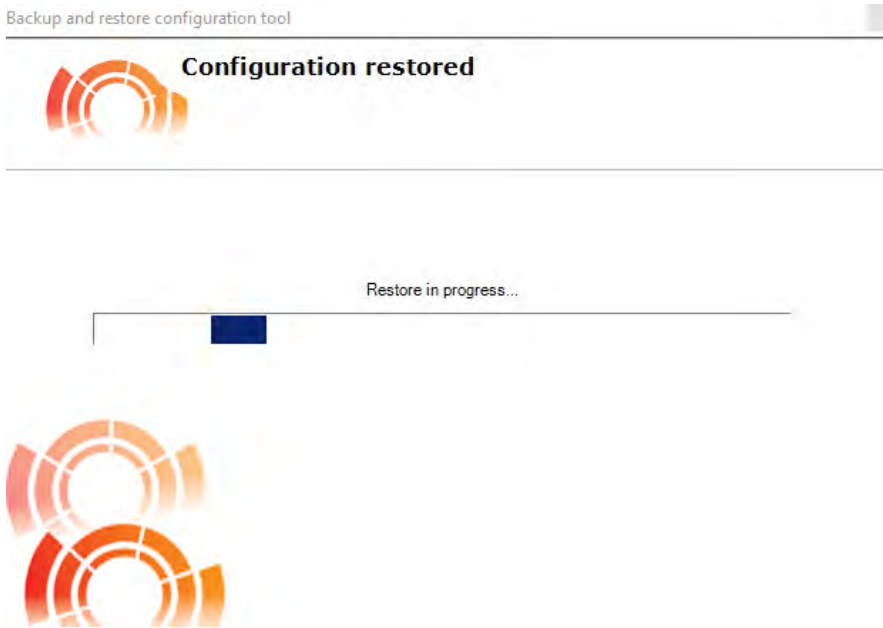 Backup and restore configuration tool
Configuration restored
Restore in progress...